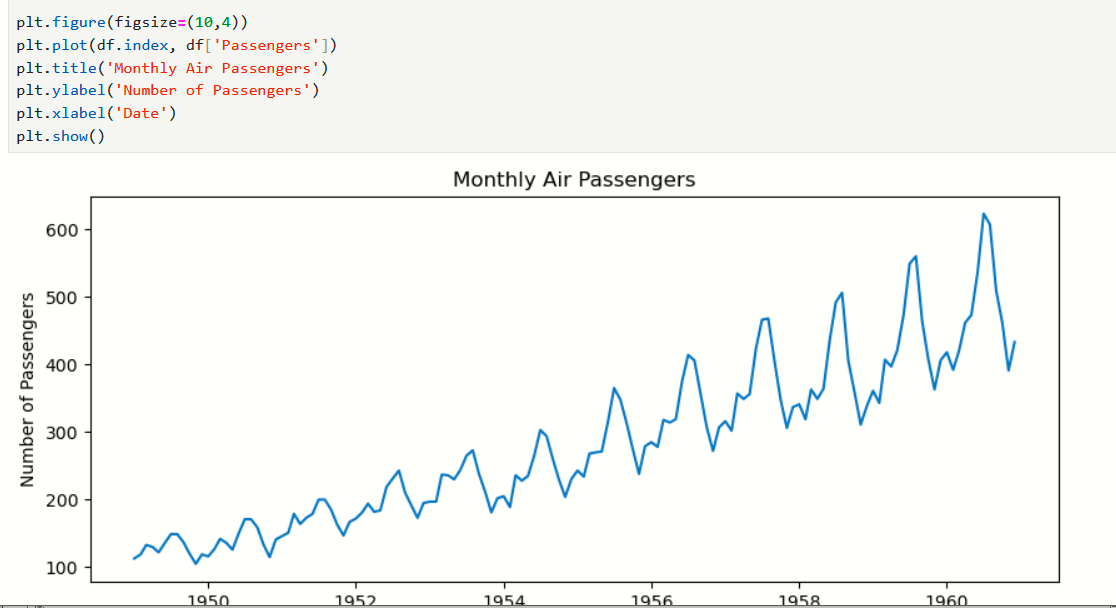 plt.figure(figsize=(10,4))
plt.plot(df.index, df['Passengers'])
plt.title('Monthly Air Passengers')
plt.ylabel('Number of Passengers')
plt.xlabel('Date')
plt.show()
Monthly Air Passengers
600
500
400
300
200
100
Number of Passengers
1950 1952 1954 1956 1958 1960